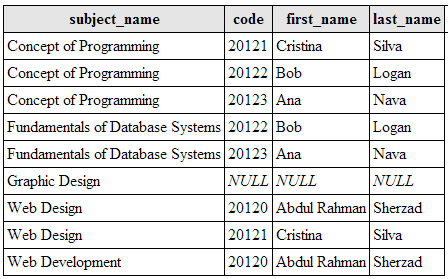 subject_name code first_name last_name
Concept of Programming 20121 Cristina Silva
Concept of Programming 20122 Bob Logan
Concept of Programming 20123 Ana Nava
Fundamentals of Database Systems 20122 Bob Logan
Fundamentals of Database Systems 20123 Ana Nava
Graphic Design NULL NULL NULL
Web Design 20120 Abdul Rahman Sherzad
Web Design 20121 Cristina Silva
Web Development 20120 Abdul Rahman Sherzad